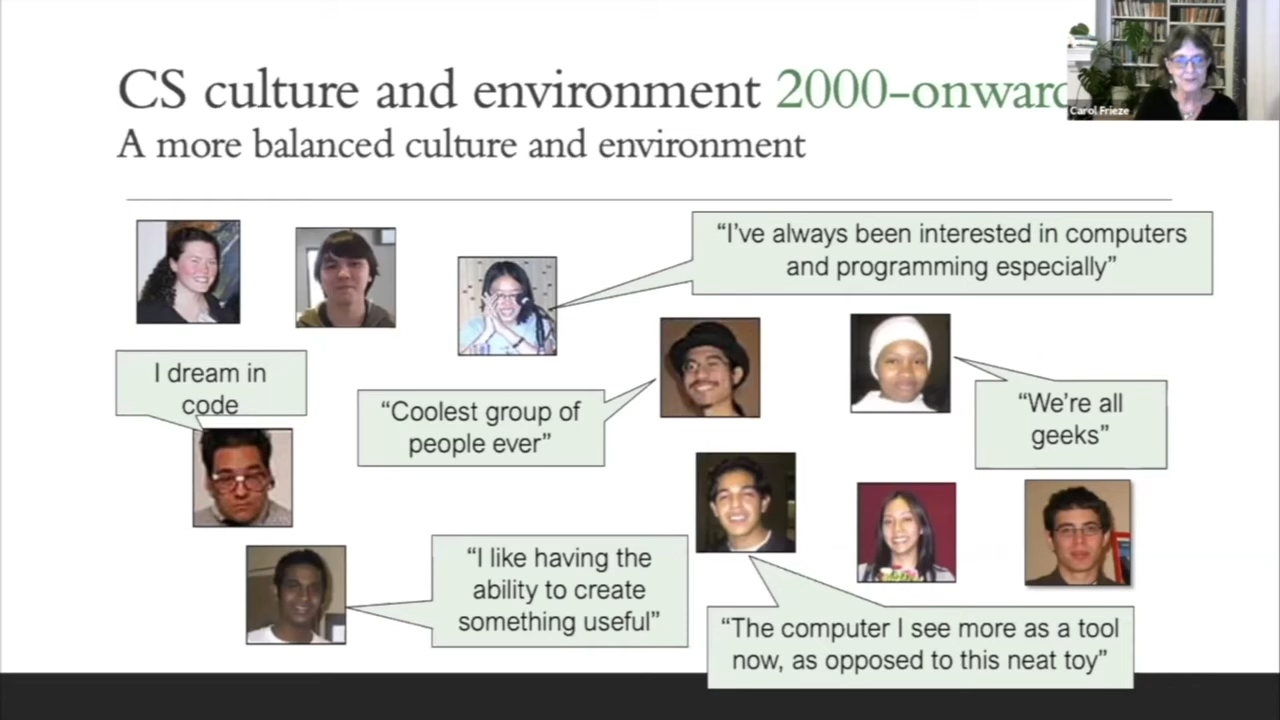 CS culture and environment 2000-onward
Carol Frieze
A more balanced culture and environment
“I’ve always been interested in computers
and programming especially”
I dream in
code
“Coolest group of
people ever”
“We’re all
geeks”
“I like having the
ability to create
something useful”
“The computer I see more as a tool
now, as opposed to this neat toy”